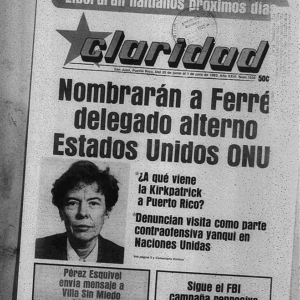 Liberarán haitianos próximos días
claridad
50¢
Nombrarán a Ferré
delegado alterno
Estados Unidos ONU
*¿A qué viene
la Kirkpatrick
a Puerto Rico?
*Denuncian visita como parte
contraofensiva yanqui en
Naciones Unidas
Pérez Esquivel
envía mensaje a
Villa Sin Miedo
Sigue el FBI
campaña represiva